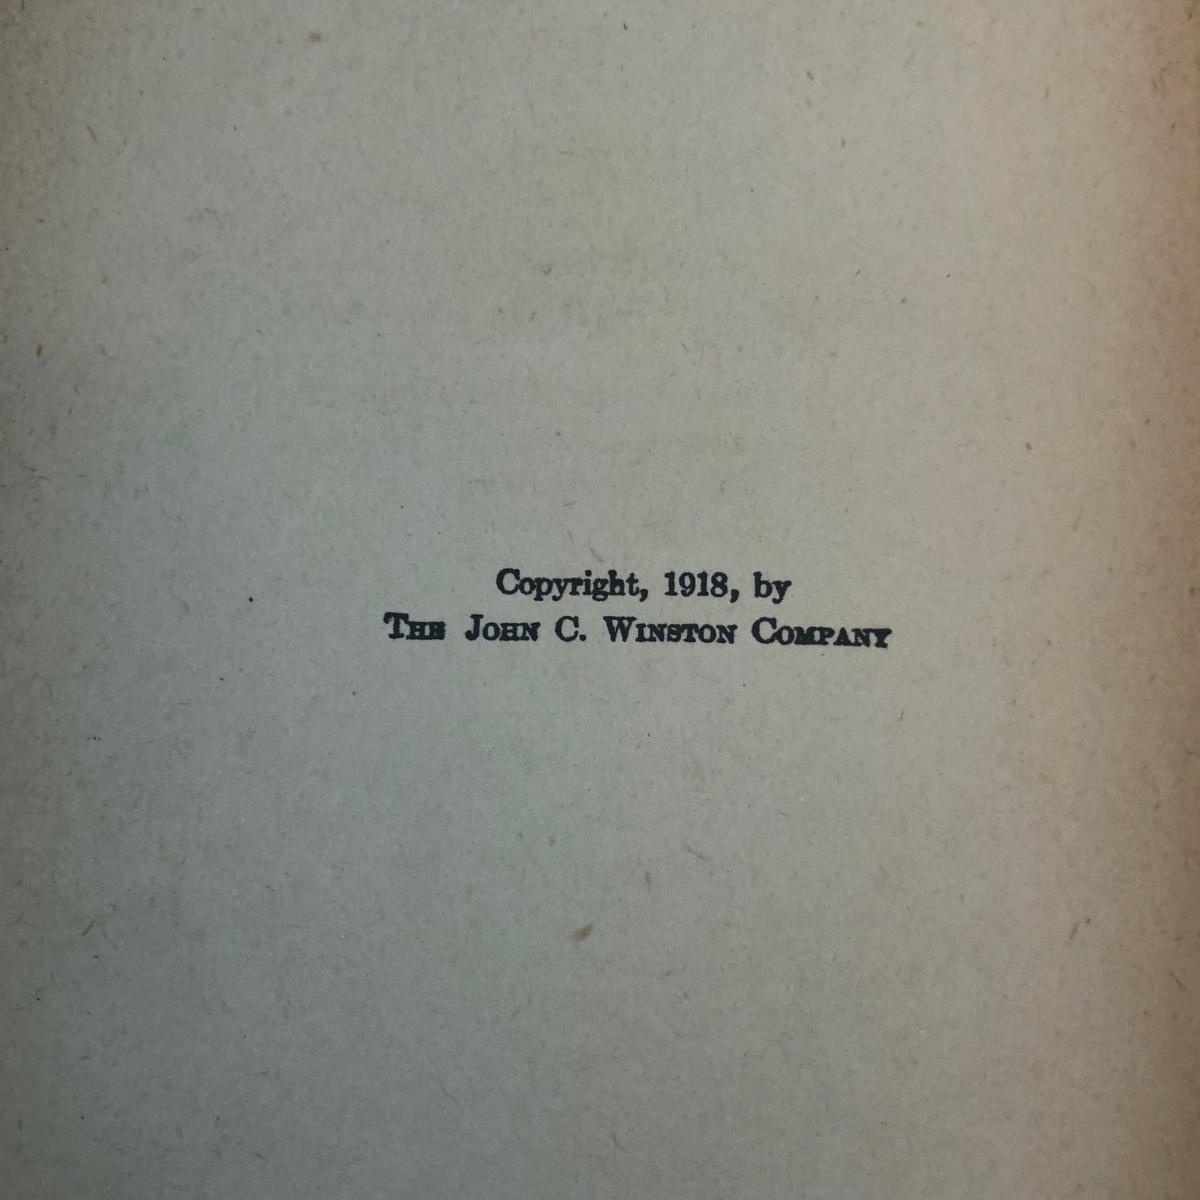 Copyright, 1918, by
The John C. Winston Company